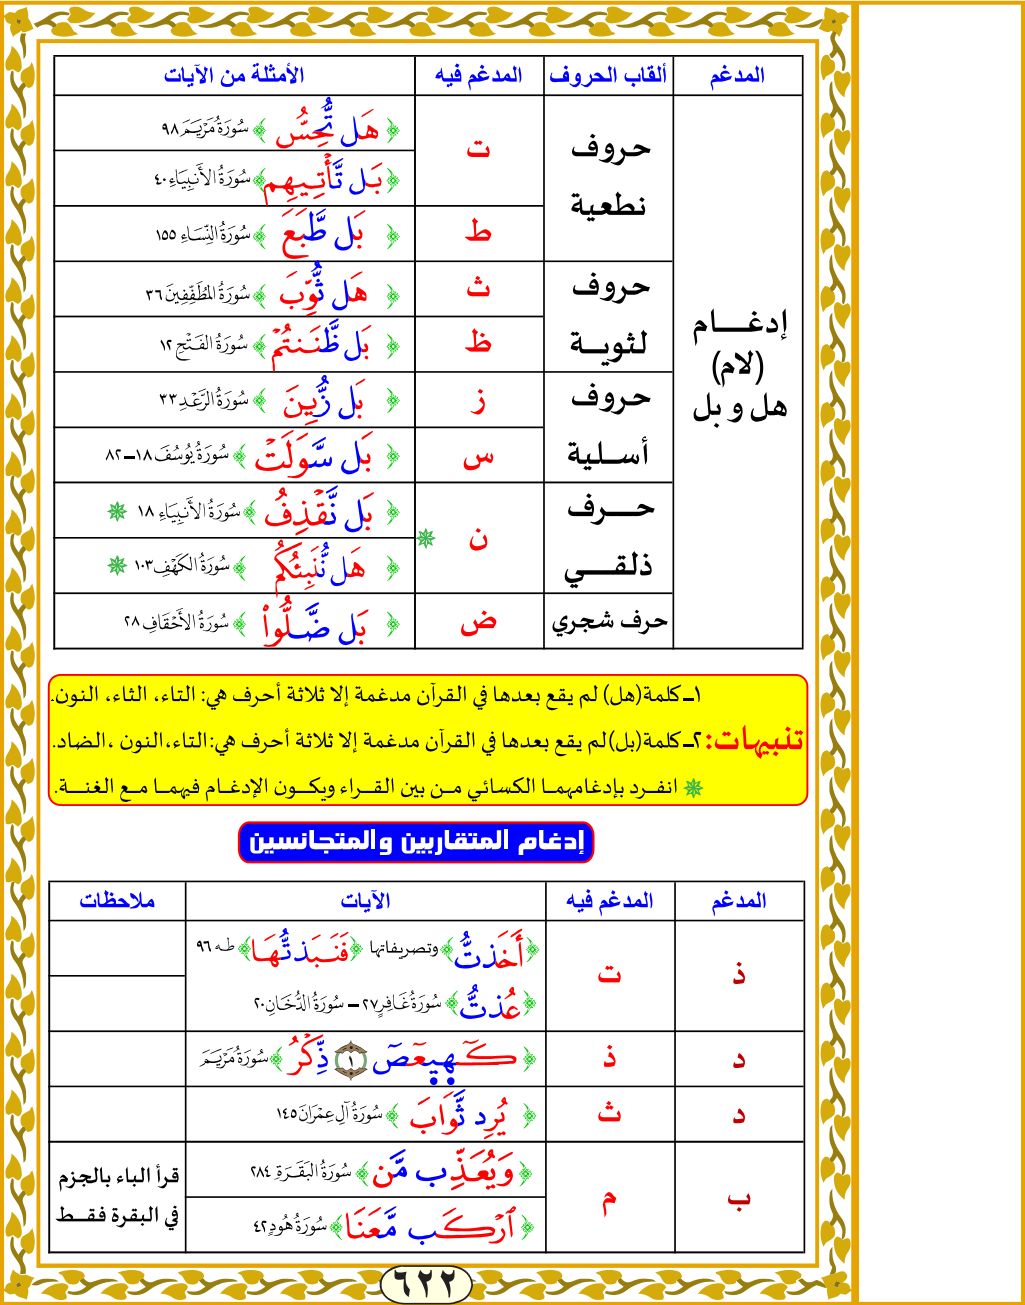 المدغم ألقاب الحروف المدغم فيه الأمثلة من الآيات
إدغـــام (لام) هل و بل
حروف نطعية ت ﴿ هَل تُّحِسُّ ﴾ سُورَةُ مَرْيَمَ ٩٨
﴿ بَل تَّأْتِيهِم ﴾ سُورَةُ الأَنبِيَاءِ ٤٠
ط ﴿ بَل طَّبَعَ ﴾ سُورَةُ النِّسَاءِ ١٥٥
حروف لثويــة ث ﴿ هَل ثُّوِّبَ ﴾ سُورَةُ المُطَفِّفِينَ ٣٦
ظ ﴿ بَل ظَّنَنتُمْ ﴾ سُورَةُ الفَتْحِ ١٢
حروف أســلية ز ﴿ بَل زُّيِنَ ﴾ سُورَةُ الرَّعْدِ ٣٣
س ﴿ بَل سَّوَلَتْ ﴾ سُورَةُ يُوسُفَ ١٨-٨٢
حـــرف ذلقـــي ن ﴿ بَل نَّقْذِفُ ﴾ سُورَةُ الأَنبِيَاءِ ١٨
﴿ هَل نُّنَبِئُكُم ﴾ سُورَةُ الكَهْفِ ١٠٣
حرف شجري ض ﴿ بَل ضَّلُّواْ ﴾ سُورَةُ الأَحْقَافِ ٢٨
تنبيهات:
١ـ كلمة(هل) لم يقع بعدها في القرآن مدغمة إلا ثلاثة أحرف هي: التاء، الثاء، النون.
٢ـ كلمة(بل)لم يقع بعدها في القرآن مدغمة إلا ثلاثة أحرف هي:التاء،النون ،الضاد.
انفـرد بإدغامهمـا الكسائي مـن بين القـراء ويكـون الإدغـام فيهمـا مـع الغنـة.
إدغام المتقاربين والمتجانسين
المدغم المدغم فيه الآيات ملاحظات
ذ ت ﴿ أَخَذتُّ ﴾ وتصريفاتها ﴿ فَنَبَذتُّهَا ﴾ طـه ٩٦
﴿ عُذتُّ ﴾ سُورَةُ غَافِرٍ ٢٧ – سُورَةُ الدُّخَانِ ٢٠
د ذ ﴿ كٓهيعٓصٓ ١ ذِّكْرُ ﴾ سُورَةُ مَرْيَمَ
د ث ﴿ يُرِد ثَّوَابَ ﴾ سُورَةُ آلِ عِمْرَانَ ١٤٥
ب م ﴿ وَيُعَذِّب مَّن ﴾ سُورَةُ البَقَرَةِ ٢٨٤
﴿ ٱرْكَب مَّعَنَا ﴾ سُورَةُ هُودٍ ٤٢
قرأ الباء بالجزم
في البقرة فقـط
٦٢٢